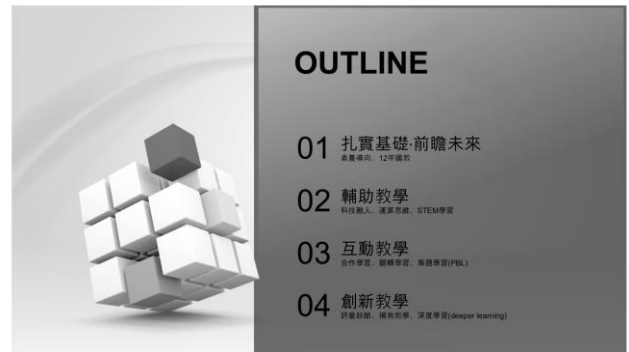 OUTLINE
01 扎實基礎·前瞻未來
素養導向、12年國教
02 輔助教學
科技融入、運算思維、STEM學習
03 互動教學
合作學習、翻轉學習、專題學習(PBL)
04 創新教學
評量診斷、補救教學、深度學習(deeper learning)